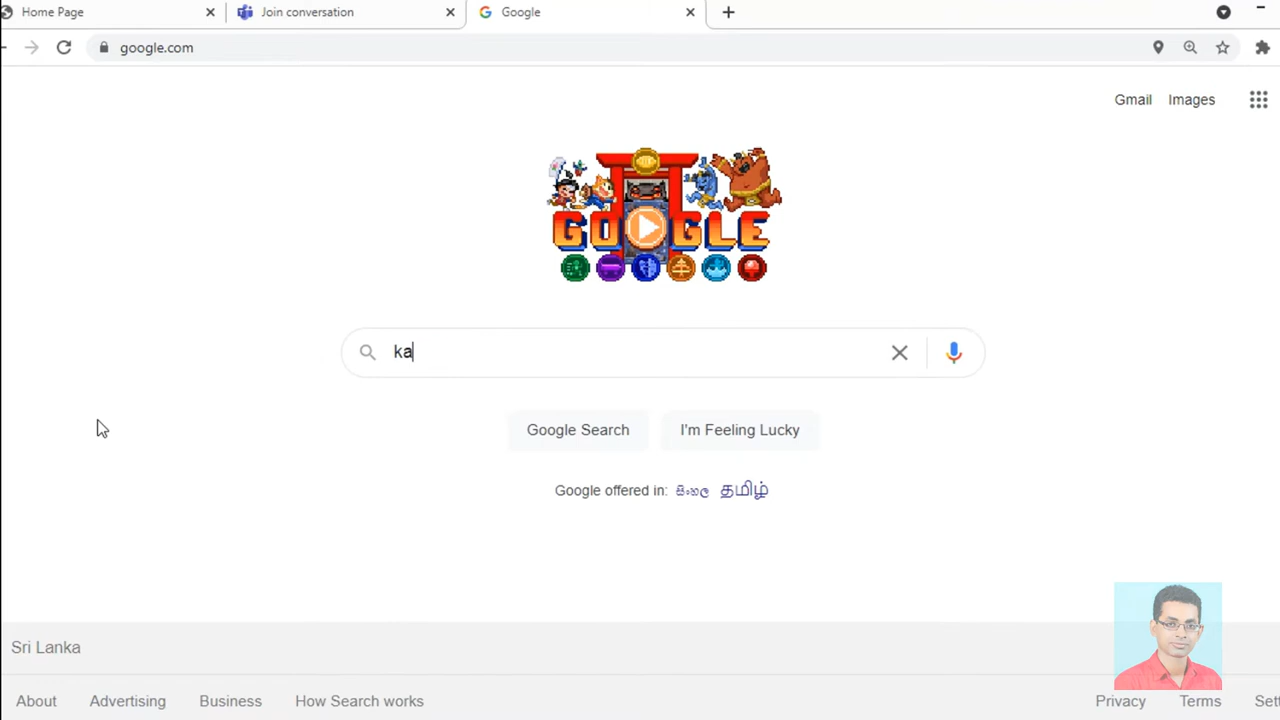 Home Page
Join conversation
Google
google.com
Gmail Images
GOOGLE
ka
Google Search I'm Feeling Lucky
Google offered in: සිංහල தமிழ்
Sri Lanka
About Advertising Business How Search works Privacy Terms Sett